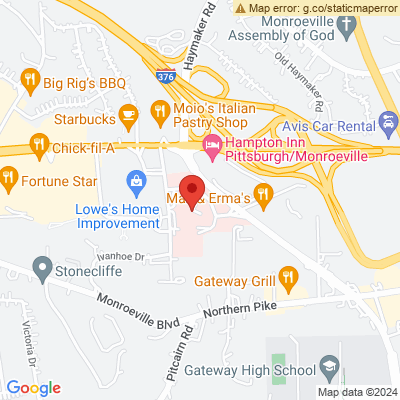 Map error: g.co/staticmaperror
Monroeville
Assembly of God
Haymaker Rd
Old Haymaker Rd
376
Big Rig's BBQ
Moio's Italian
Pastry Shop
Starbucks
Avis Car Rental
Chick-fil-A
Hampton Inn
Pittsburgh/Monroeville
Fortune Star
Erma's
Lowe's Home
Improvement
Ivanhoe Dr
Stonecliffe
Gateway Grill
Monroeville Blvd
Northern Pike
Victoria Dr
Pitcairn Rd
Gateway High School
Google
Map data ©2024